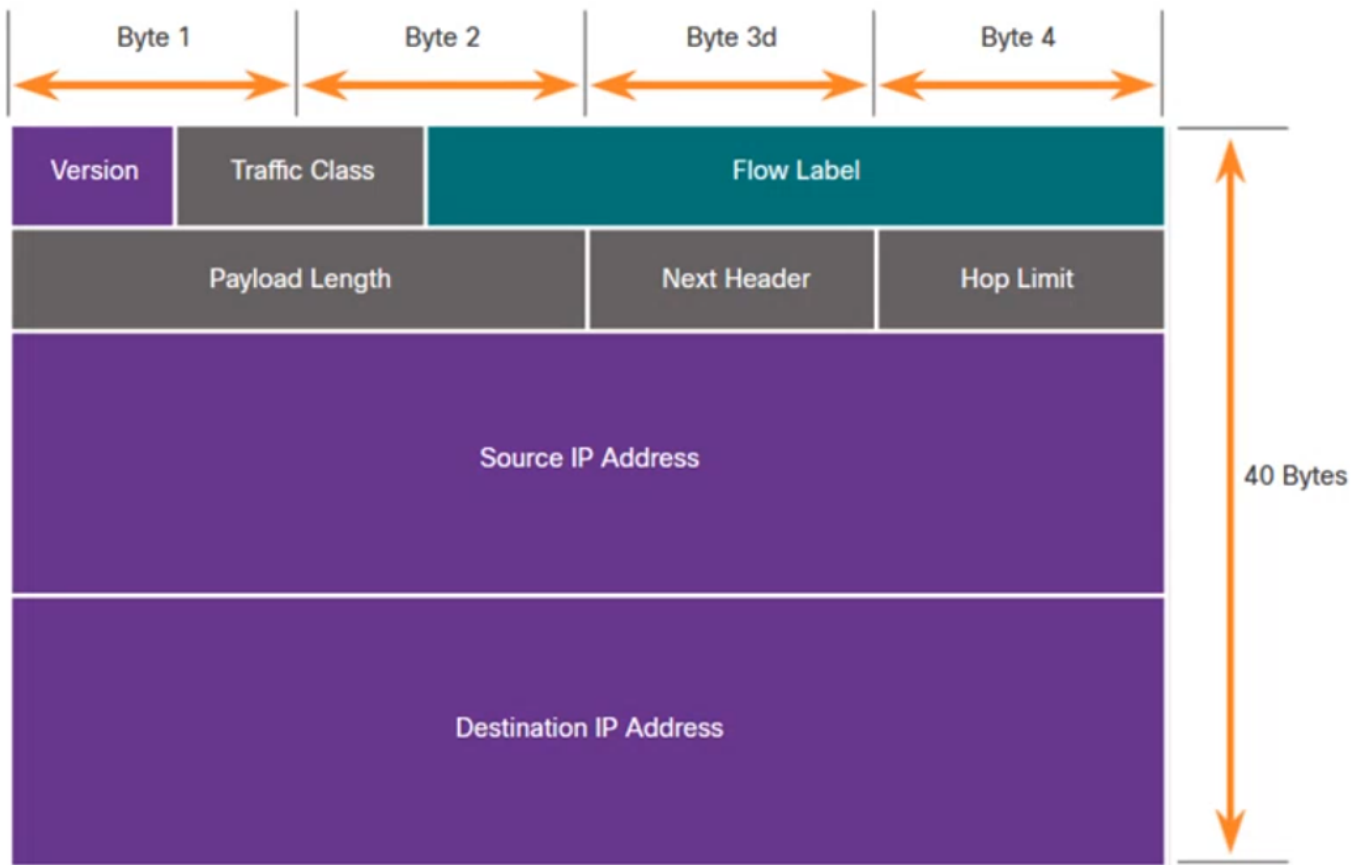 Byte 1 Byte 2 Byte 3d Byte 4
Version Traffic Class Flow Label
Payload Length Next Header Hop Limit
Source IP Address
40 Bytes
Destination IP Address